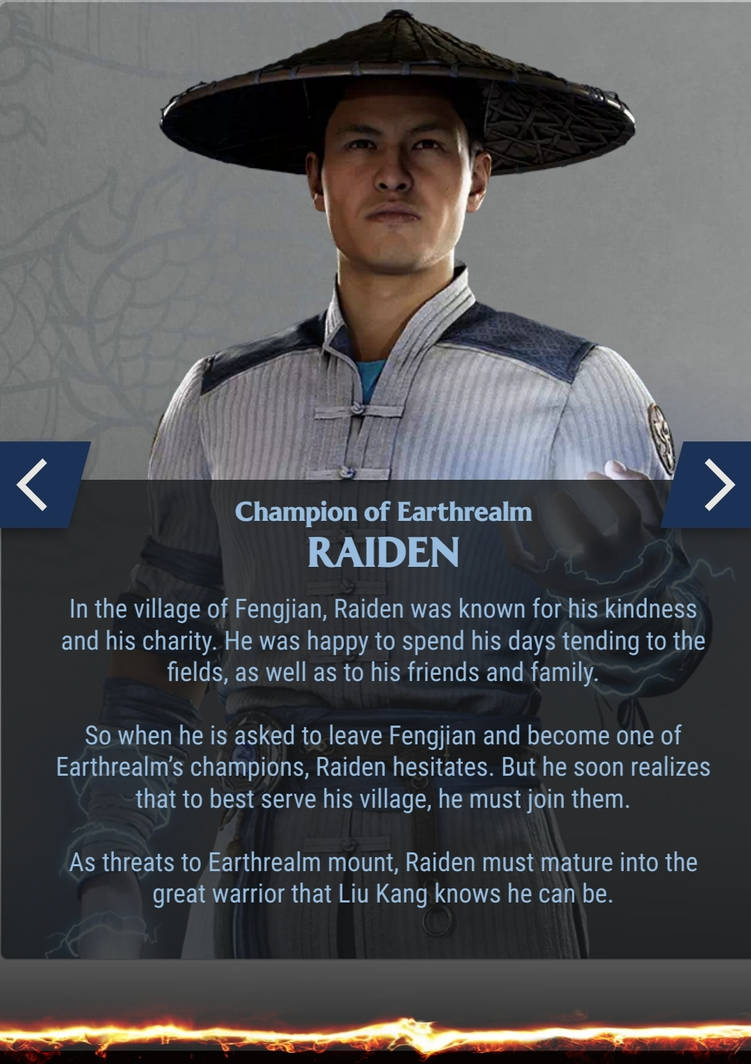 Champion of Earthrealm
RAIDEN
In the village of Fengjian, Raiden was known for his kindness
and his charity. He was happy to spend his days tending to the
fields, as well as to his friends and family.
So when he is asked to leave Fengjian and become one of
Earthrealm's champions, Raiden hesitates. But he soon realizes
that to best serve his village, he must join them.
As threats to Earthrealm mount, Raiden must mature into the
great warrior that Liu Kang knows he can be.